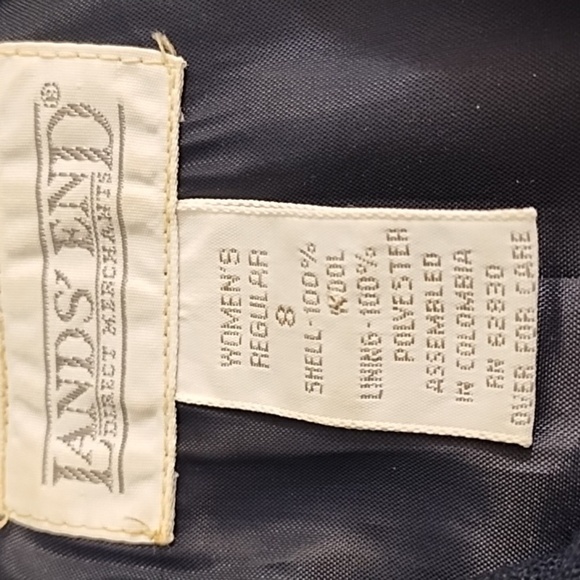 LANDS' END®
DIRECT MERCHANTS
WOMEN'S
REGULAR
8
SHELL-100%
WOOL
LINING-100%
POLYESTER
ASSEMBLED
IN COLOMBIA
RN 62830
OVER FOR CARE